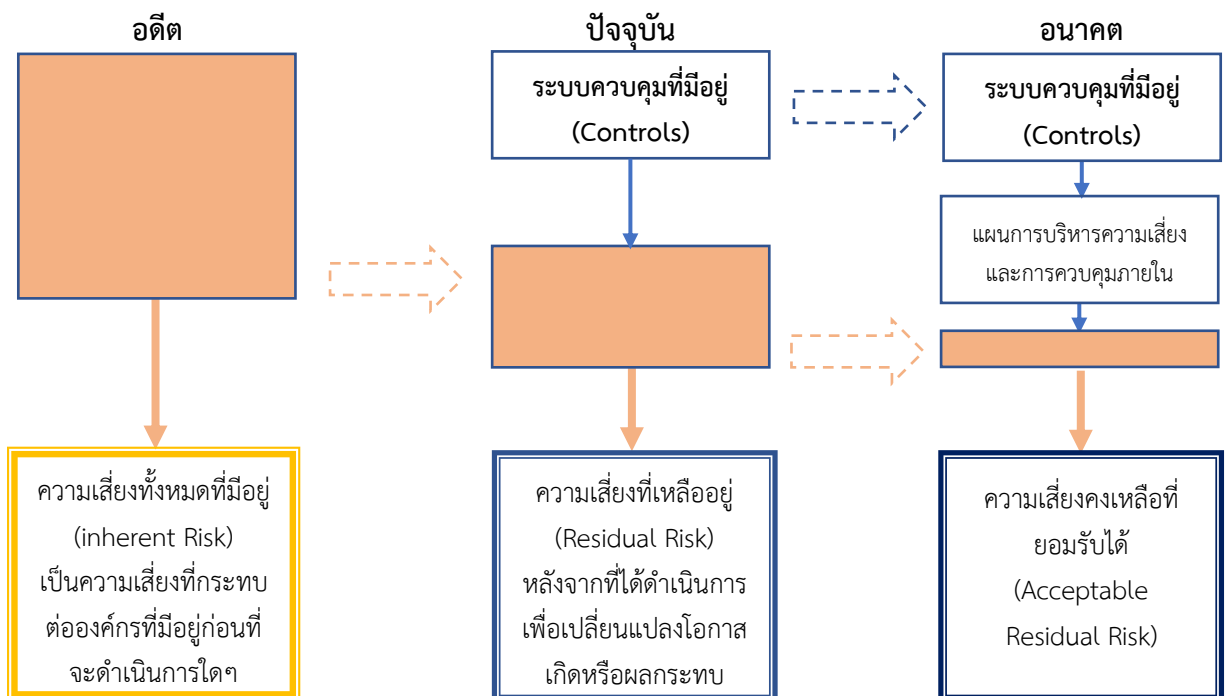 อดีต
ปัจจุบัน
อนาคต
ระบบควบคุมที่มีอยู่
(Controls)
ระบบควบคุมที่มีอยู่
(Controls)
แผนการบริหารความเสี่ยง
และการควบคุมภายใน
ความเสี่ยงทั้งหมดที่มีอยู่
(inherent Risk)
เป็นความเสี่ยงที่กระทบ
ต่อองค์กรที่มีอยู่ก่อนที่
จะดำเนินการใดๆ
ความเสี่ยงที่เหลืออยู่
(Residual Risk)
หลังจากที่ได้ดำเนินการ
เพื่อเปลี่ยนแปลงโอกาส
เกิดหรือผลกระทบ
ความเสี่ยงคงเหลือที่
ยอมรับได้
(Acceptable
Residual Risk)